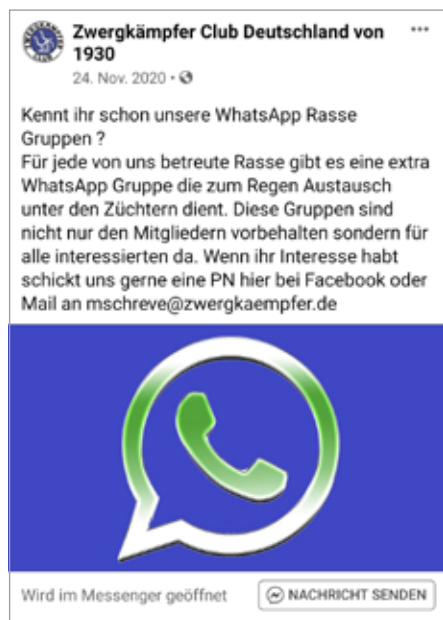 Zwergkämpfer Club Deutschland von
1930
24. Nov. 2020 •
Kennt ihr schon unsere WhatsApp Rasse
Gruppen ?
Für jede von uns betreute Rasse gibt es eine extra
WhatsApp Gruppe die zum Regen Austausch
unter den Züchtern dient. Diese Gruppen sind
nicht nur den Mitgliedern vorbehalten sondern für
alle interessierten da. Wenn ihr Interesse habt
schickt uns gerne eine PN hier bei Facebook oder
Mail an mschreve@zwergkaempfer.de
Wird im Messenger geöffnet
NACHRICHT SENDEN